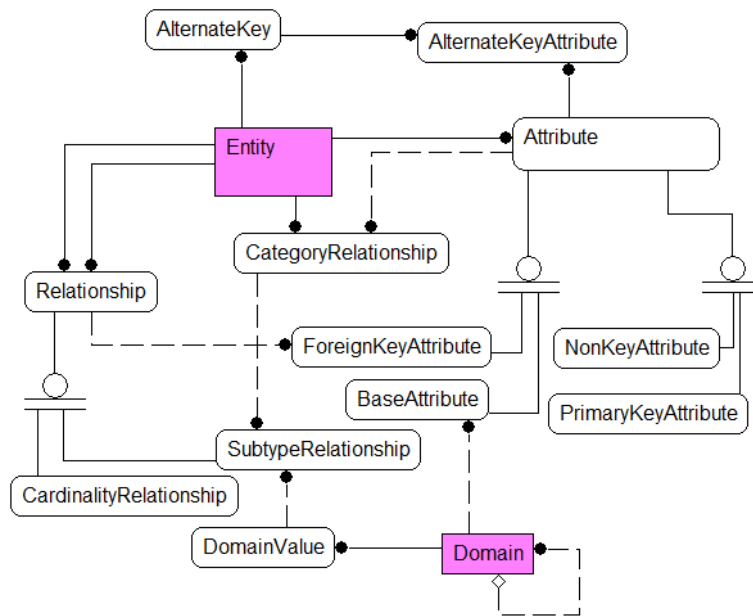 AlternateKey
AlternateKeyAttribute
Entity
Attribute
CategoryRelationship
Relationship
ForeignKeyAttribute
NonKeyAttribute
BaseAttribute
PrimaryKeyAttribute
SubtypeRelationship
CardinalityRelationship
DomainValue
Domain